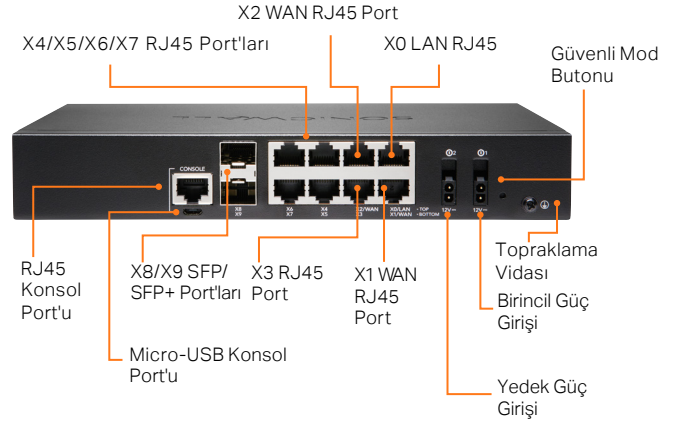 X2 WAN RJ45 Port
X4/X5/X6/X7 RJ45 Port'ları
X0 LAN RJ45
Güvenli Mod
Butonu
SONICWALL
CONSOLE
2
1
X8
X9
X6
X7
X4
X5
X2/WAN
X3
X0/LAN
X1/WAN
• TOP
• BOTTOM
12V
12V
RJ45
Konsol
Port'u
X8/X9 SFP/
SFP+ Port'ları
X3 RJ45
Port
X1 WAN
RJ45
Port
Topraklama
Vidası
Birincil Güç
Girişi
Micro-USB Konsol
Port'u
Yedek Güç
Girişi